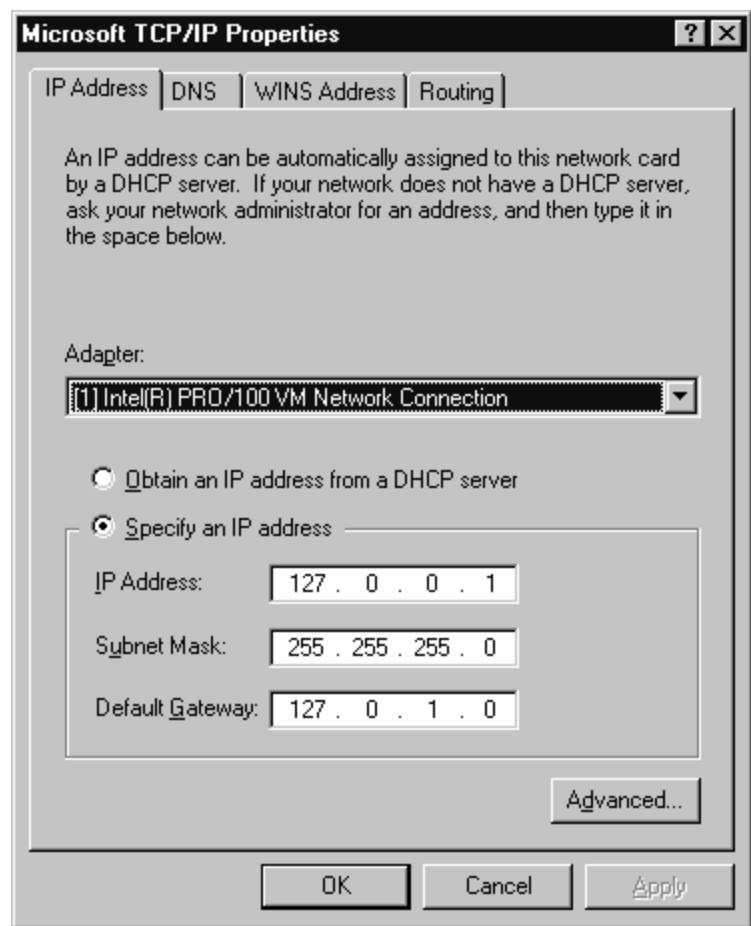 Microsoft TCP/IP Properties
IP Address DNS WINS Address Routing
An IP address can be automatically assigned to this network card
by a DHCP server. If your network does not have a DHCP server,
ask your network administrator for an address, and then type it in
the space below.
Adapter:
[1] Intel(R) PRO/100 VM Network Connection
Obtain an IP address from a DHCP server
Specify an IP address
IP Address: 127 . 0 . 0 . 1
Subnet Mask: 255 . 255 . 255 . 0
Default Gateway: 127 . 0 . 1 . 0
Advanced...
OK Cancel Apply